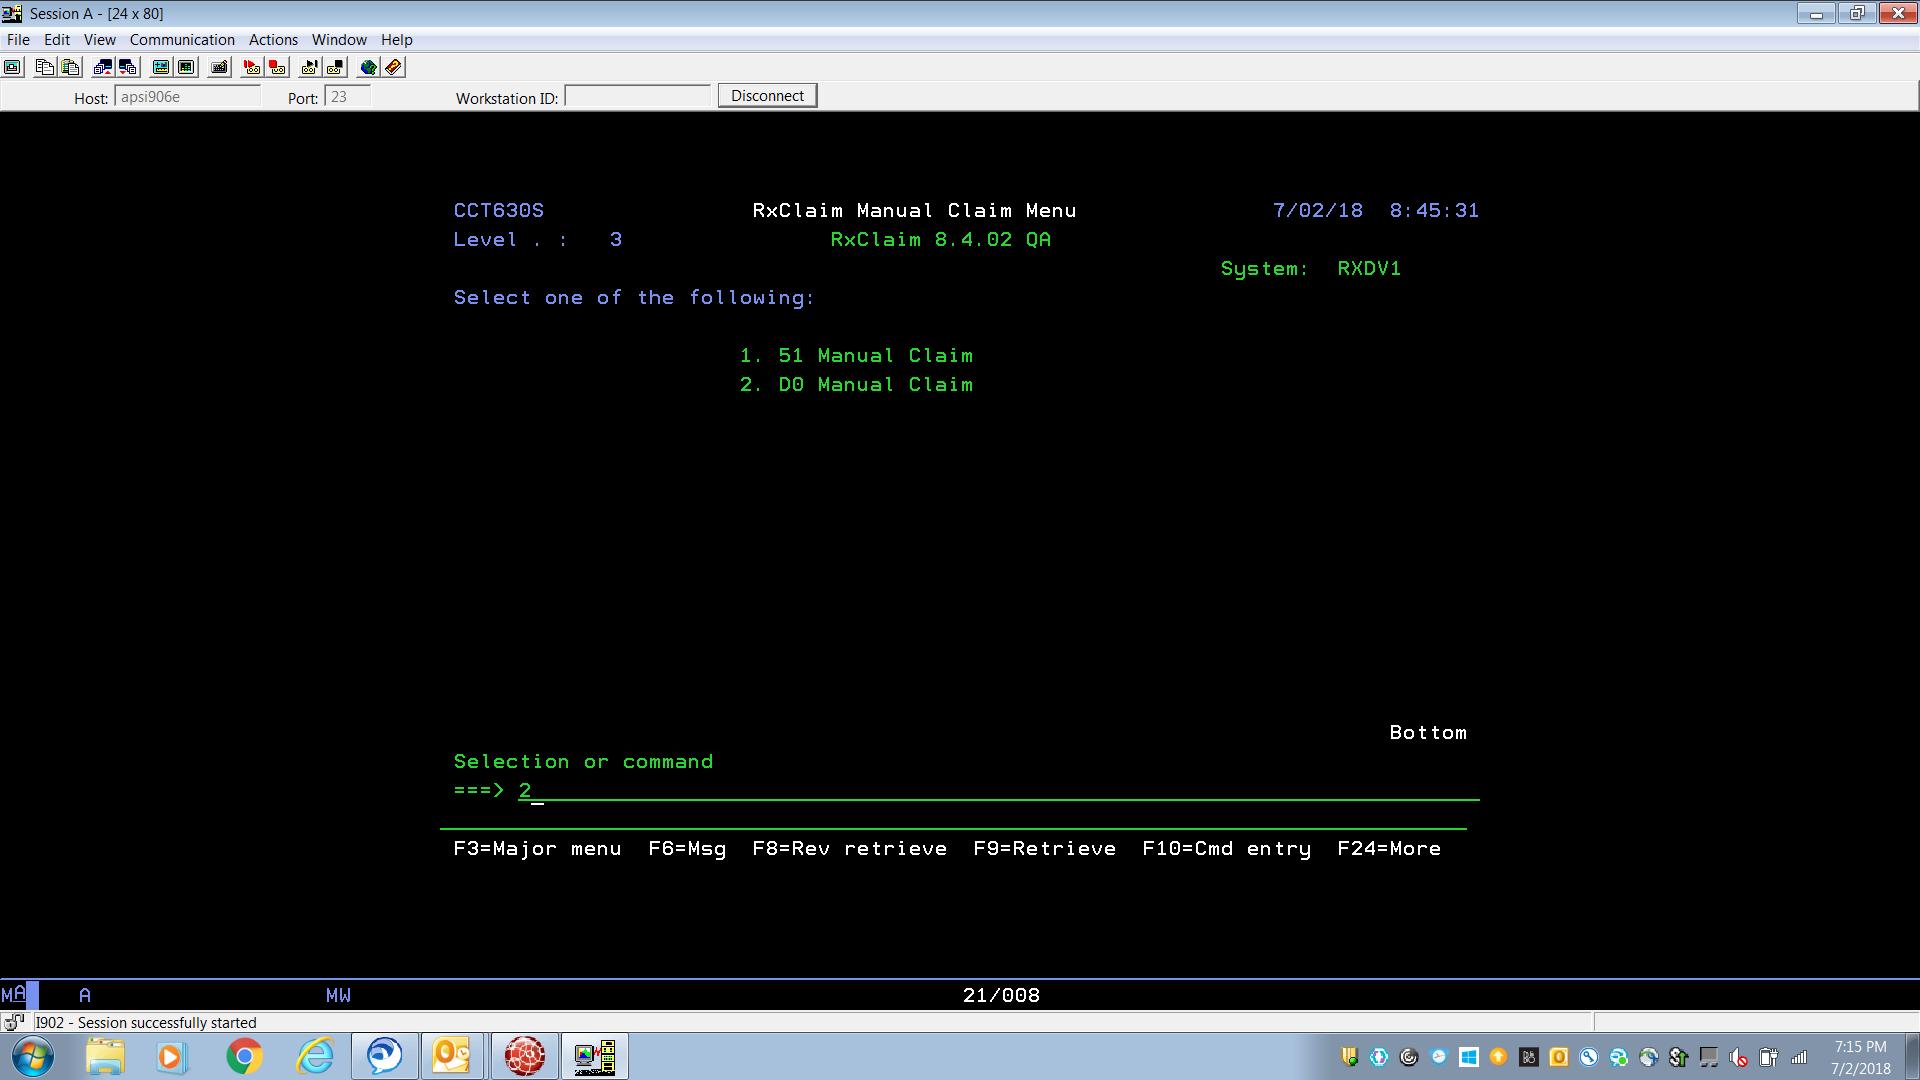 Session A - [24 x 80]
File Edit View Communication Actions Window Help
Host: apsi906e Port: 23 Workstation ID: Disconnect
CCT630S RxClaim Manual Claim Menu 7/02/18 8:45:31
Level . : 3 RxClaim 8.4.02 QA
System: RXDV1
Select one of the following:
1. 51 Manual Claim
2. D0 Manual Claim
Bottom
Selection or command
===> 2
F3=Major menu F6=Msg F8=Rev retrieve F9=Retrieve F10=Cmd entry F24=More
MA A MW 21/008
I902 - Session successfully started
7:15 PM
7/2/2018